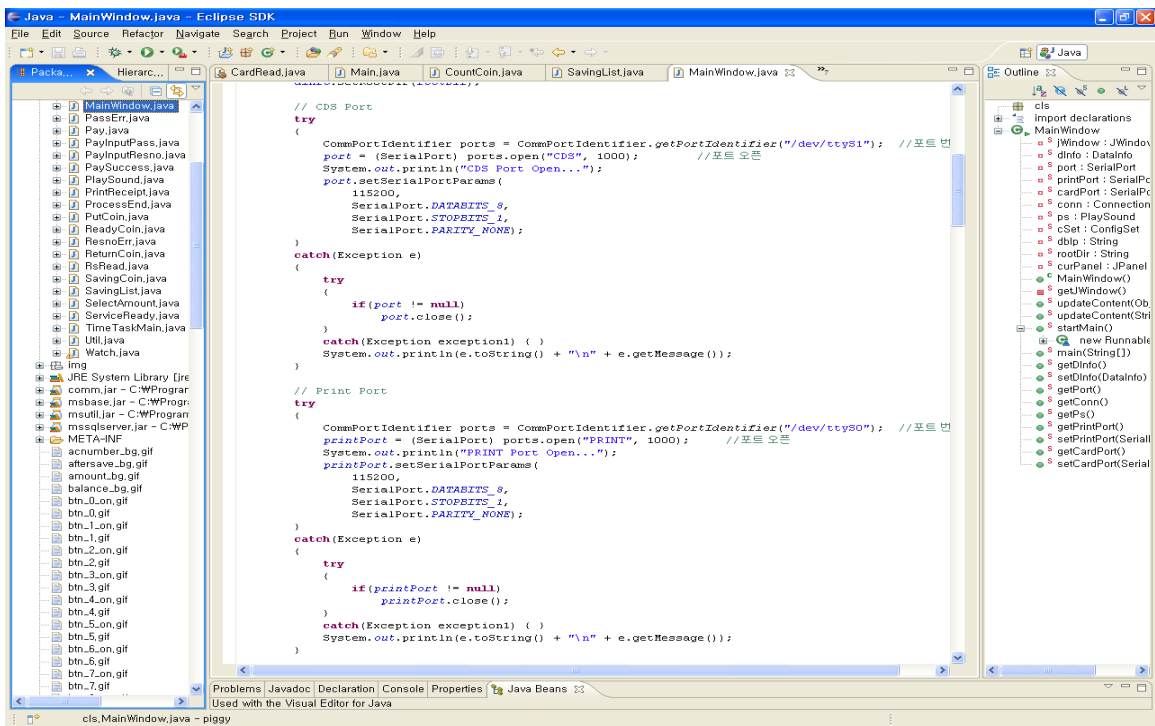 Java - MainWindow.java - Eclipse SDK
File Edit Source Refactor Navigate Search Project Run Window Help
Java
Packa... Hierarc...
MainWindow.java
PassErr.java
Pay.java
PayInputPass.java
PayInputResno.java
PaySuccess.java
PlaySound.java
PrintReceipt.java
ProcessEnd.java
PutCoin.java
ReadyCoin.java
ResnoErr.java
ReturnCoin.java
RsRead.java
SavingCoin.java
SavingList.java
SelectAmount.java
ServiceReady.java
TimeTaskMain.java
Util.java
Watch.java
img
JRE System Library [jre
comm.jar - C:₩Program
msbase.jar - C:₩Progra
msutil.jar - C:₩Program
mssqlserver.jar - C:₩P
META-INF
acnumber_bg.gif
aftersave_bg.gif
amount_bg.gif
balance_bg.gif
btn_0_on.gif
btn_0.gif
btn_1_on.gif
btn_1.gif
btn_2_on.gif
btn_2.gif
btn_3_on.gif
btn_3.gif
btn_4_on.gif
btn_4.gif
btn_5_on.gif
btn_5.gif
btn_6_on.gif
btn_6.gif
btn_7_on.gif
btn_7.gif
CardRead.java Main.java CountCoin.java SavingList.java MainWindow.java »7
// CDS Port
try
{
CommPortIdentifier ports = CommPortIdentifier.getPortIdentifier("/dev/ttyS1"); //포트 번
port = (SerialPort) ports.open("CDS", 1000); //포트 오픈
System.out.println("CDS Port Open...");
port.setSerialPortParams(
115200,
SerialPort.DATABITS_8,
SerialPort.STOPBITS_1,
SerialPort.PARITY_NONE);
}
catch(Exception e)
{
try
{
if(port != null)
port.close();
}
catch(Exception exception1) { }
System.out.println(e.toString() + "\n" + e.getMessage());
}
// Print Port
try
{
CommPortIdentifier ports = CommPortIdentifier.getPortIdentifier("/dev/ttyS0"); //포트 번
printPort = (SerialPort) ports.open("PRINT", 1000); //포트 오픈
System.out.println("PRINT Port Open...");
printPort.setSerialPortParams(
115200,
SerialPort.DATABITS_8,
SerialPort.STOPBITS_1,
SerialPort.PARITY_NONE);
}
catch(Exception e)
{
try
{
if(printPort != null)
printPort.close();
}
catch(Exception exception1) { }
System.out.println(e.toString() + "\n" + e.getMessage());
}
Outline
cls
import declarations
MainWindow
jWindow : JWindov
dInfo : DataInfo
port : SerialPort
printPort : SerialPo
cardPort : SerialPo
conn : Connection
ps : PlaySound
cSet : ConfigSet
dbIp : String
rootDir : String
curPanel : JPanel
MainWindow()
getJWindow()
updateContent(Ob
updateContent(Stri
startMain()
new Runnable
main(String[])
getDInfo()
setDInfo(DataInfo)
getPort()
getConn()
getPs()
getPrintPort()
setPrintPort(Seriall
getCardPort()
setCardPort(Serial
Problems Javadoc Declaration Console Properties Java Beans
Used with the Visual Editor for Java
cls.MainWindow.java - piggy